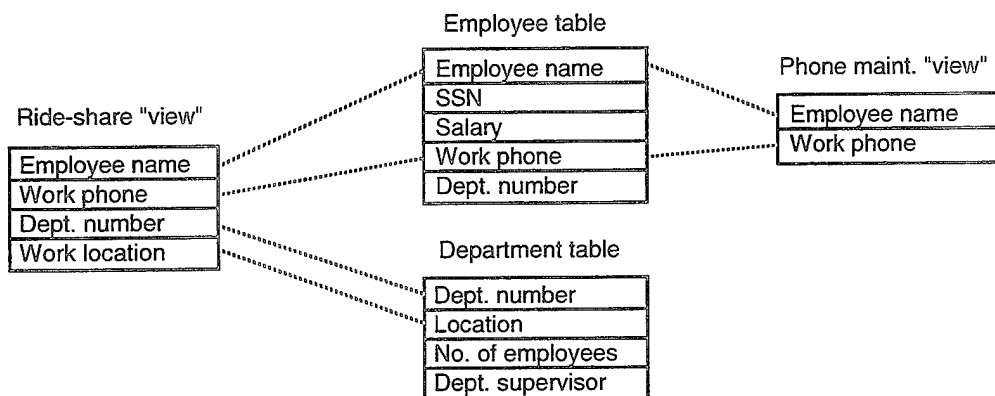 Ride-share "view"
Employee name
Work phone
Dept. number
Work location
Employee table
Employee name
SSN
Salary
Work phone
Dept. number
Department table
Dept. number
Location
No. of employees
Dept. supervisor
Phone maint. "view"
Employee name
Work phone